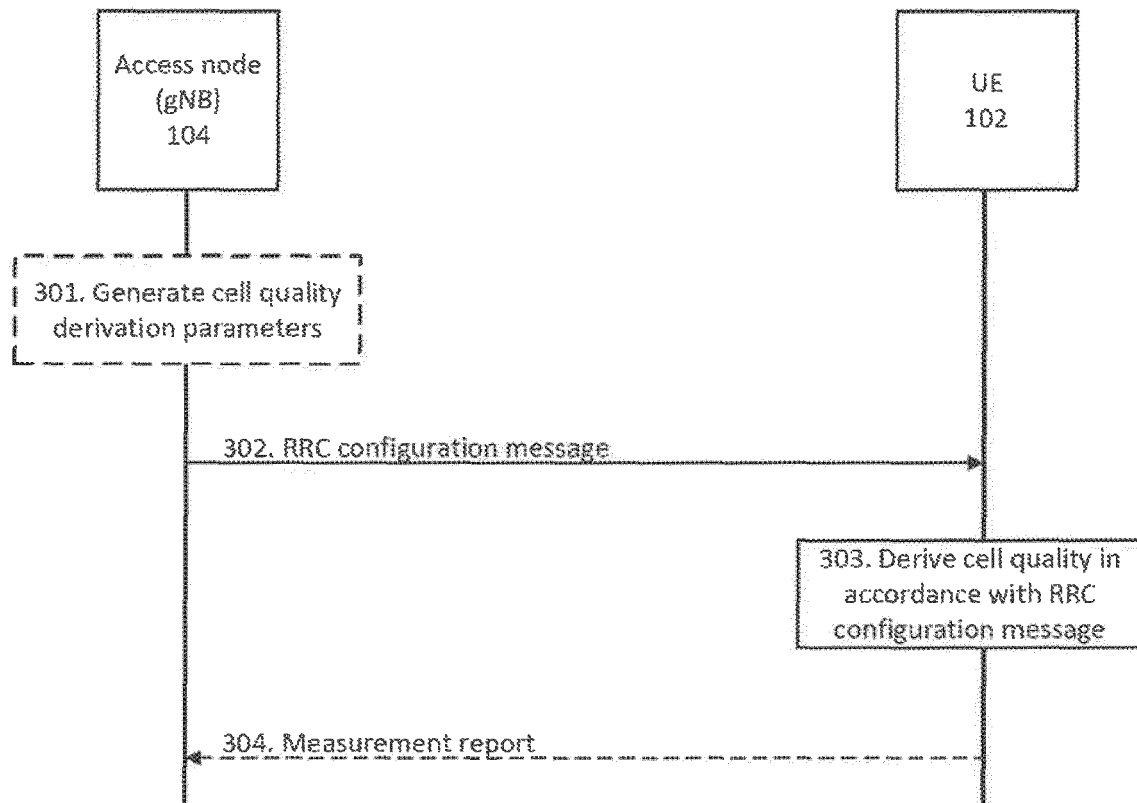 Access node
(gNB)
104
UE
102
301. Generate cell quality
derivation parameters
302. RRC configuration message
303. Derive cell quality in
accordance with RRC
configuration message
304. Measurement report